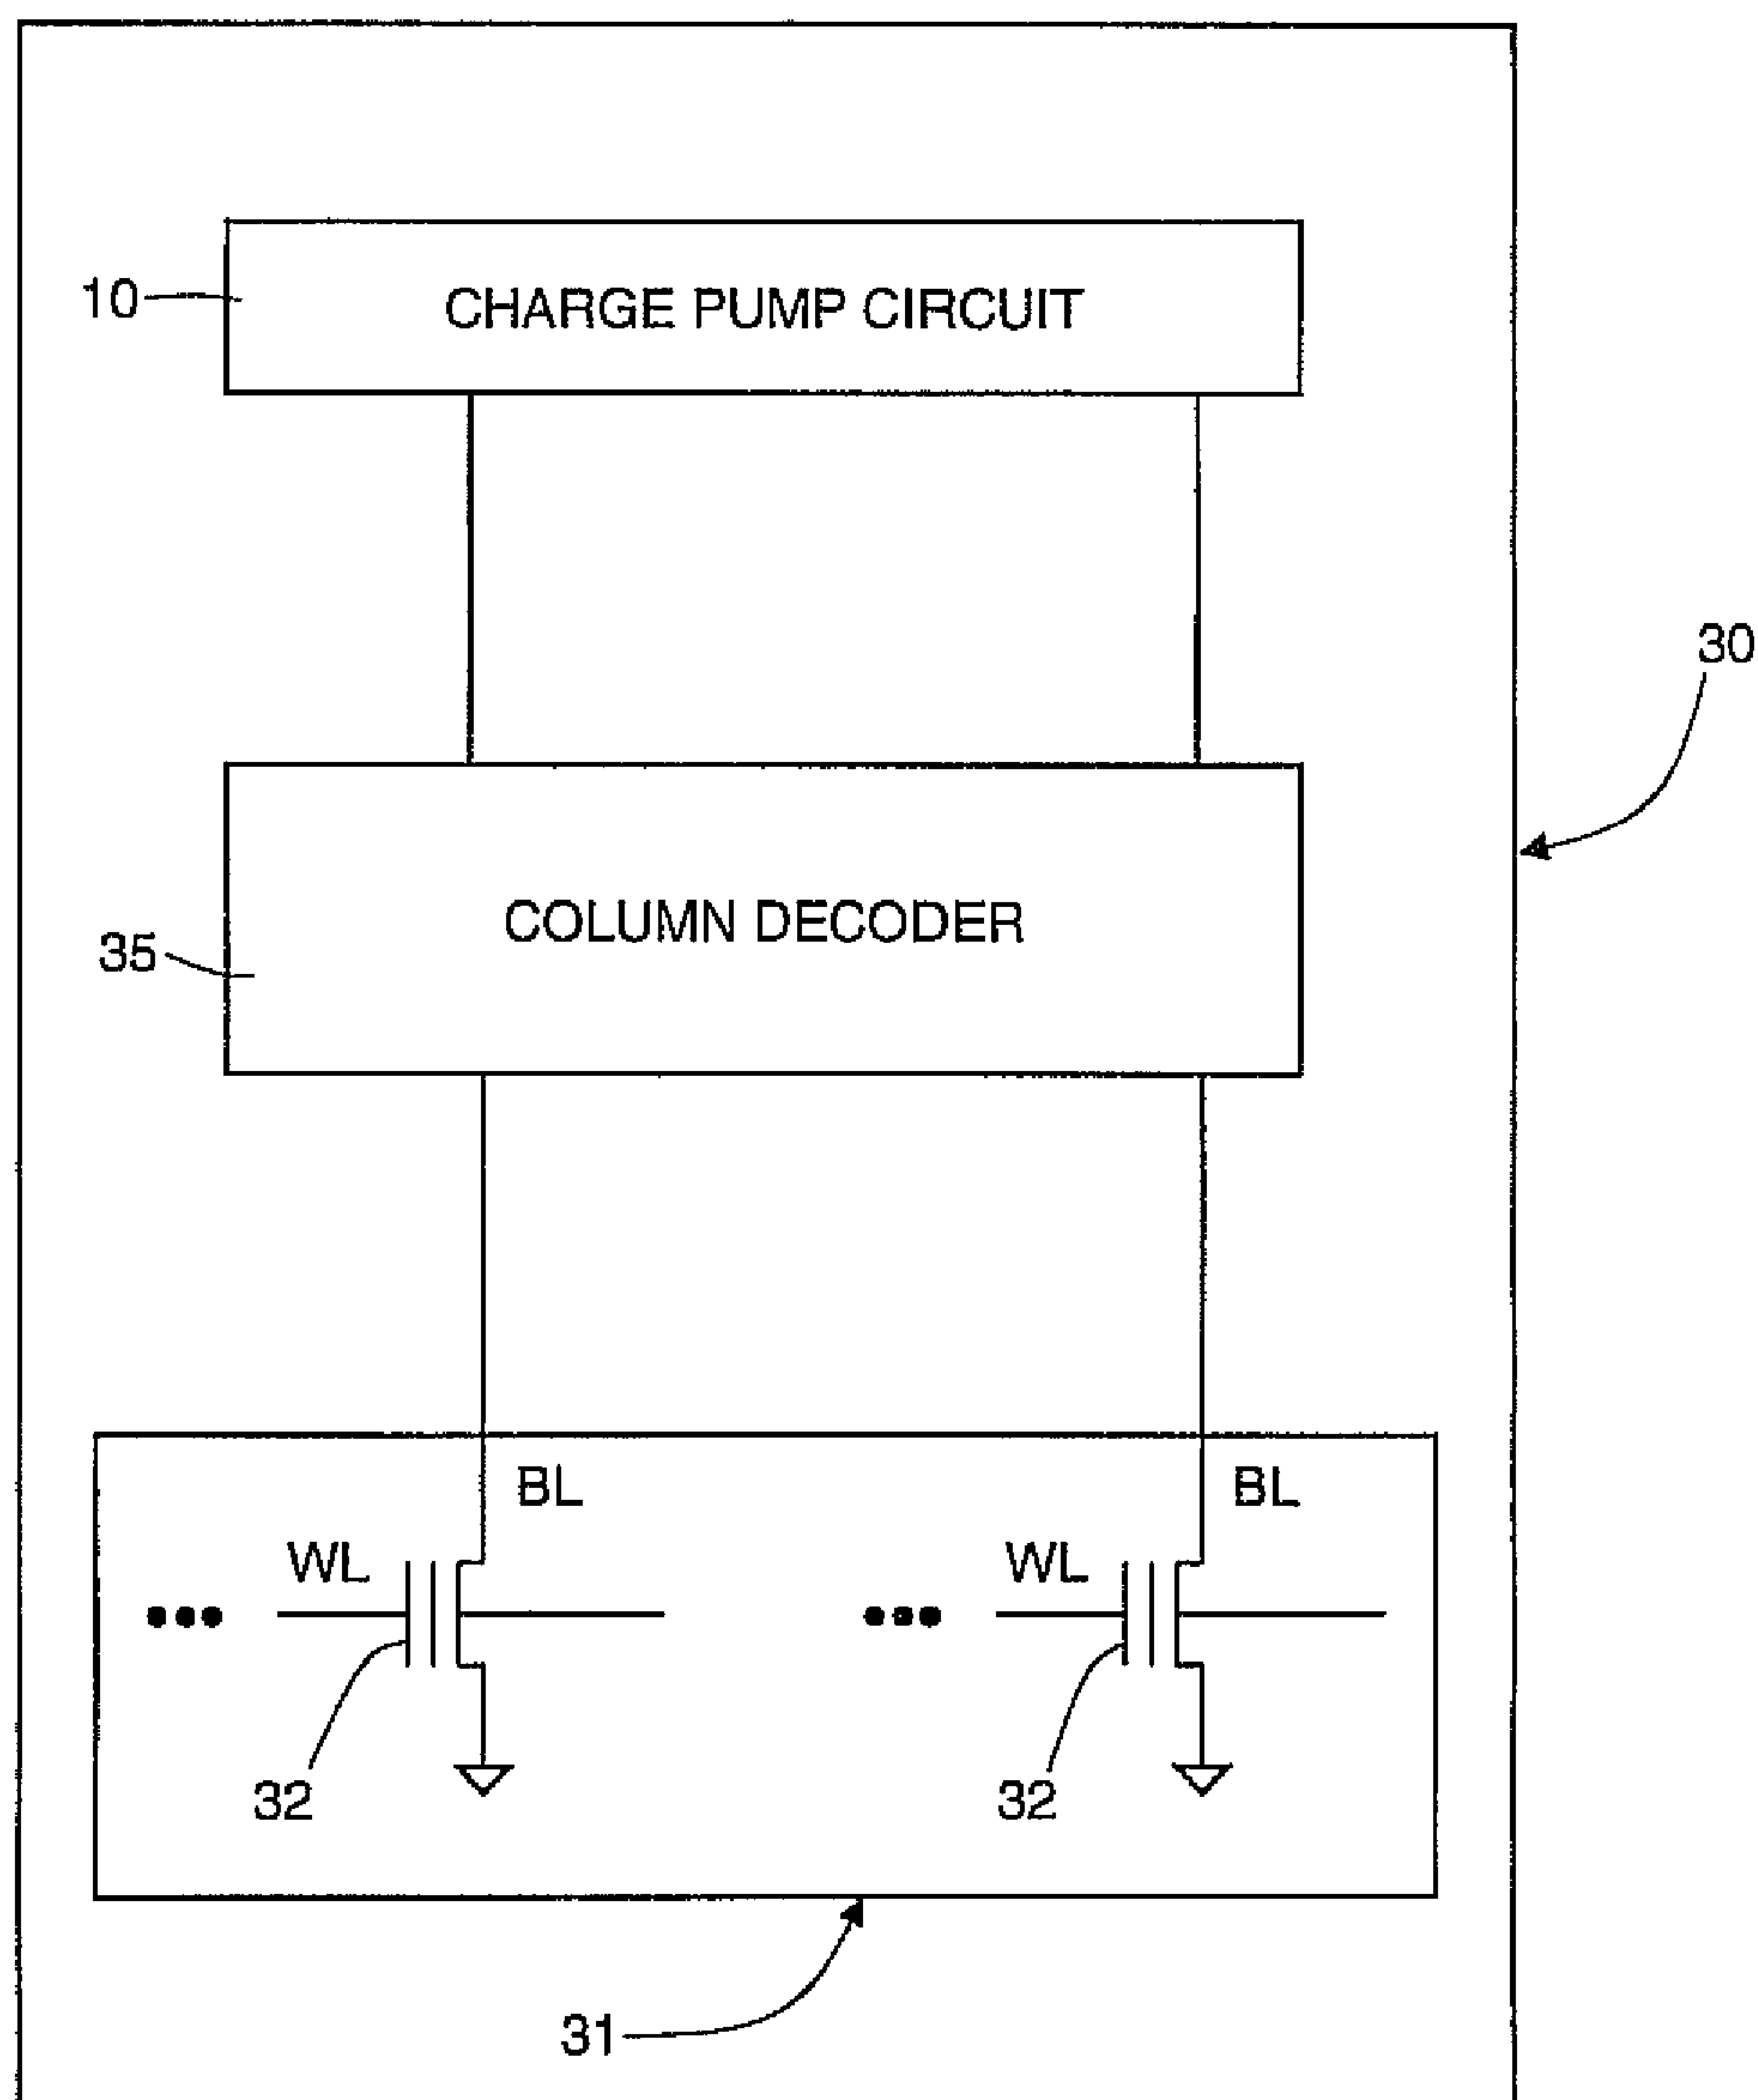 10
CHARGE PUMP CIRCUIT
30
COLUMN DECODER
35
BL
BL
WL
WL
32
32
31